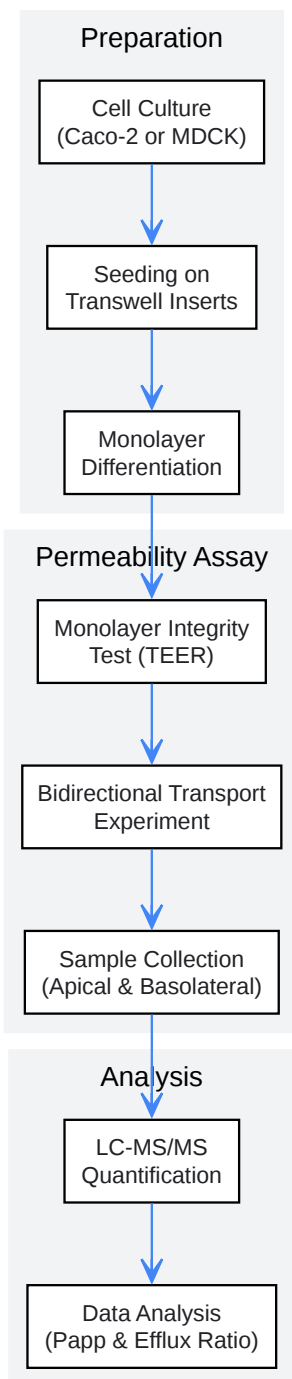 Preparation
Cell Culture
(Caco-2 or MDCK)
Seeding on
Transwell Inserts
Monolayer
Differentiation
Permeability Assay
Monolayer Integrity
Test (TEER)
Bidirectional Transport
Experiment
Sample Collection
(Apical & Basolateral)
Analysis
LC-MS/MS
Quantification
Data Analysis
(Papp & Efflux Ratio)